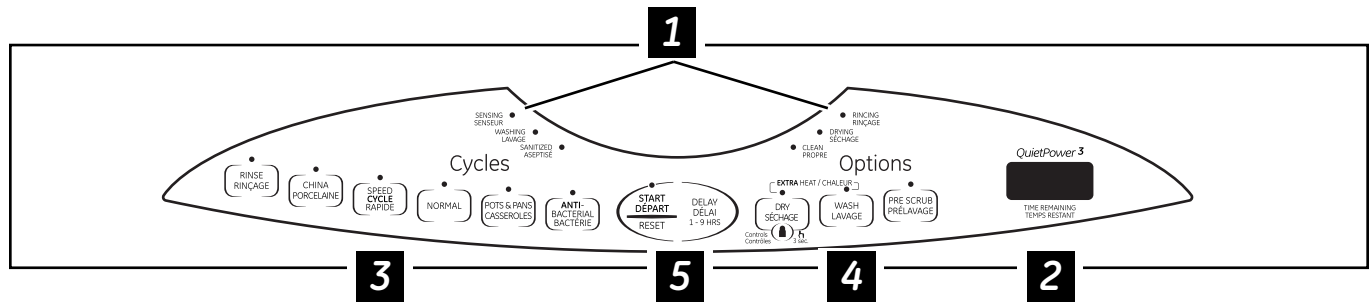 1
SENSING
SENSEUR
WASHING
LAVAGE
SANITIZED
ASEPTISÉ
RINCING
RINÇAGE
DRYING
SÉCHAGE
CLEAN
PROPRE
Cycles
Options
QuietPower 3
RINSE
RINÇAGE
CHINA
PORCELAINE
SPEED
CYCLE
RAPIDE
NORMAL
POTS & PANS
CASSEROLES
ANTI-
BACTERIAL
BACTÉRIE
START
DÉPART
RESET
DELAY
DÉLAI
1 - 9 HRS
EXTRA HEAT / CHALEUR
DRY
SÉCHAGE
WASH
LAVAGE
PRE SCRUB
PRÉLAVAGE
Controls
Contrôles
3 sec.
TIME REMAINING
TEMPS RESTANT
3
5
4
2